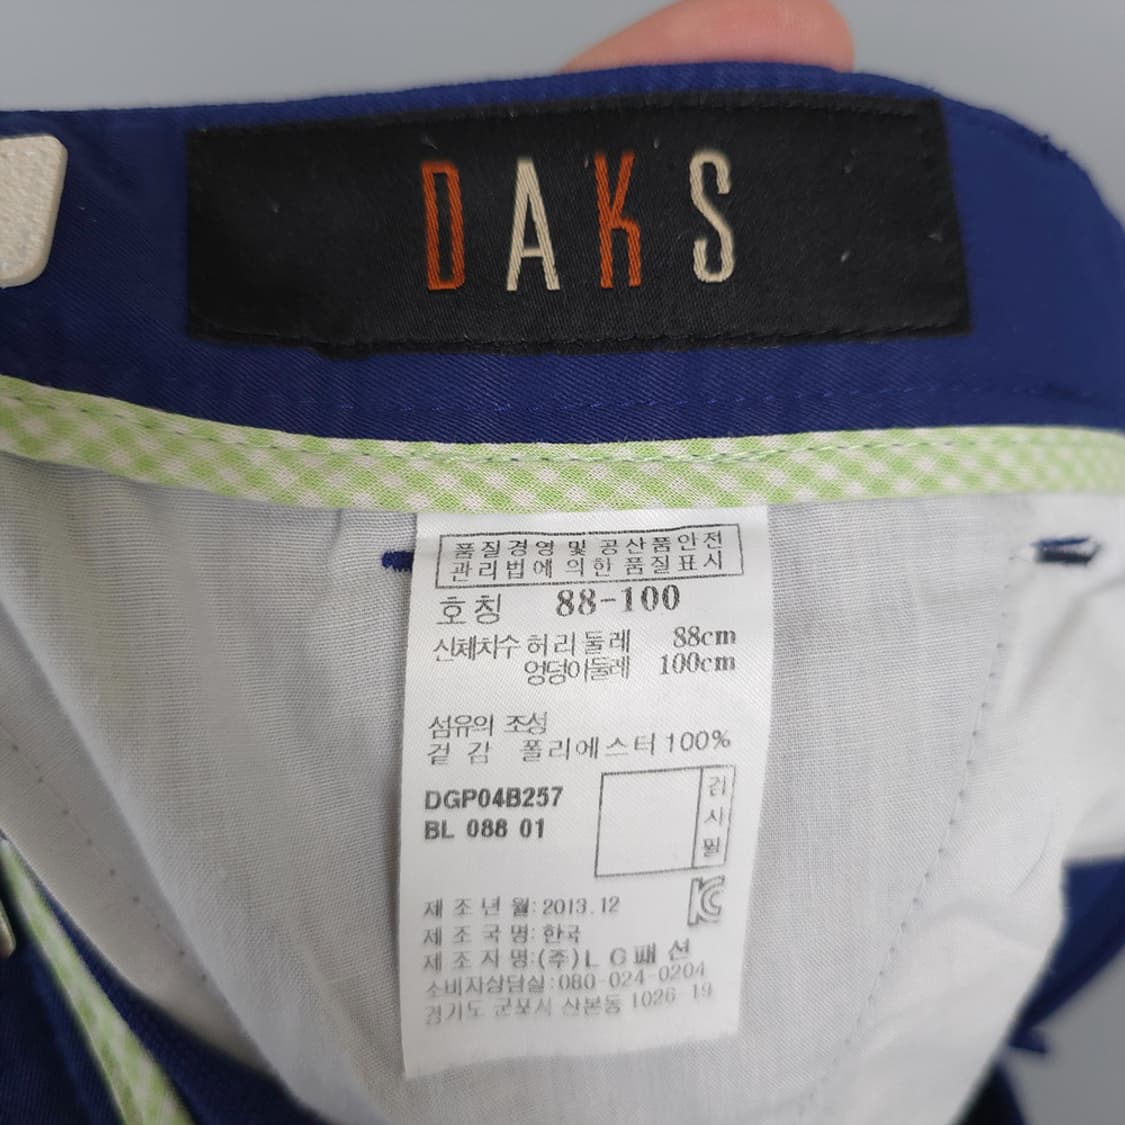 DAKS
품질경영 및 공산품안전
관리법에 의한 품질표시
호칭 88-100
신체치수 허리둘레 88cm
엉덩이둘레 100cm
섬유의 조성
겉감 폴리에스터 100%
DGP04B257
BL 088 01
검사필
KC
제조년월:2013.12
제조국명:한국
제조자명:(주)LG패션
소비자상담실:080-024-0204
경기도 군포시 산본동 1026-19